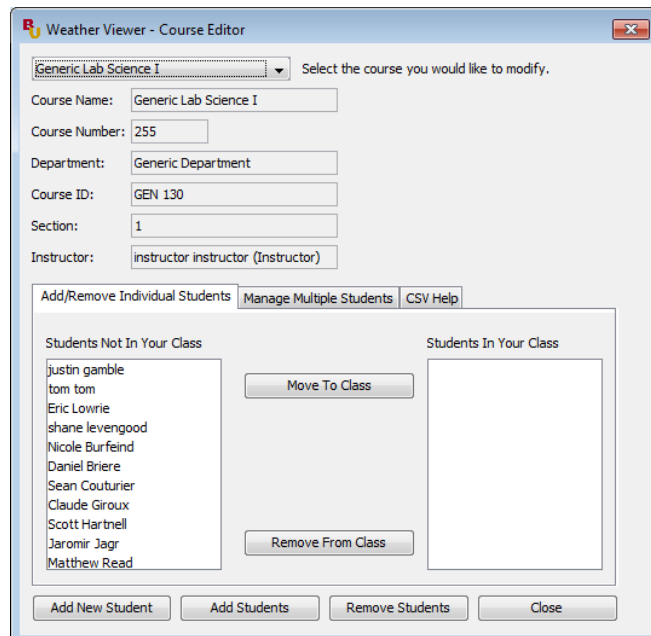 BU Weather Viewer - Course Editor
Generic Lab Science I Select the course you would like to modify.
Course Name: Generic Lab Science I
Course Number: 255
Department: Generic Department
Course ID: GEN 130
Section: 1
Instructor: instructor instructor (Instructor)
Add/Remove Individual Students Manage Multiple Students CSV Help
Students Not In Your Class Students In Your Class
justin gamble
tom tom
Eric Lowrie
shane levengood
Nicole Burfeind
Daniel Briere
Sean Couturier
Claude Giroux
Scott Hartnell
Jaromir Jagr
Matthew Read
Move To Class
Remove From Class
Add New Student Add Students Remove Students Close